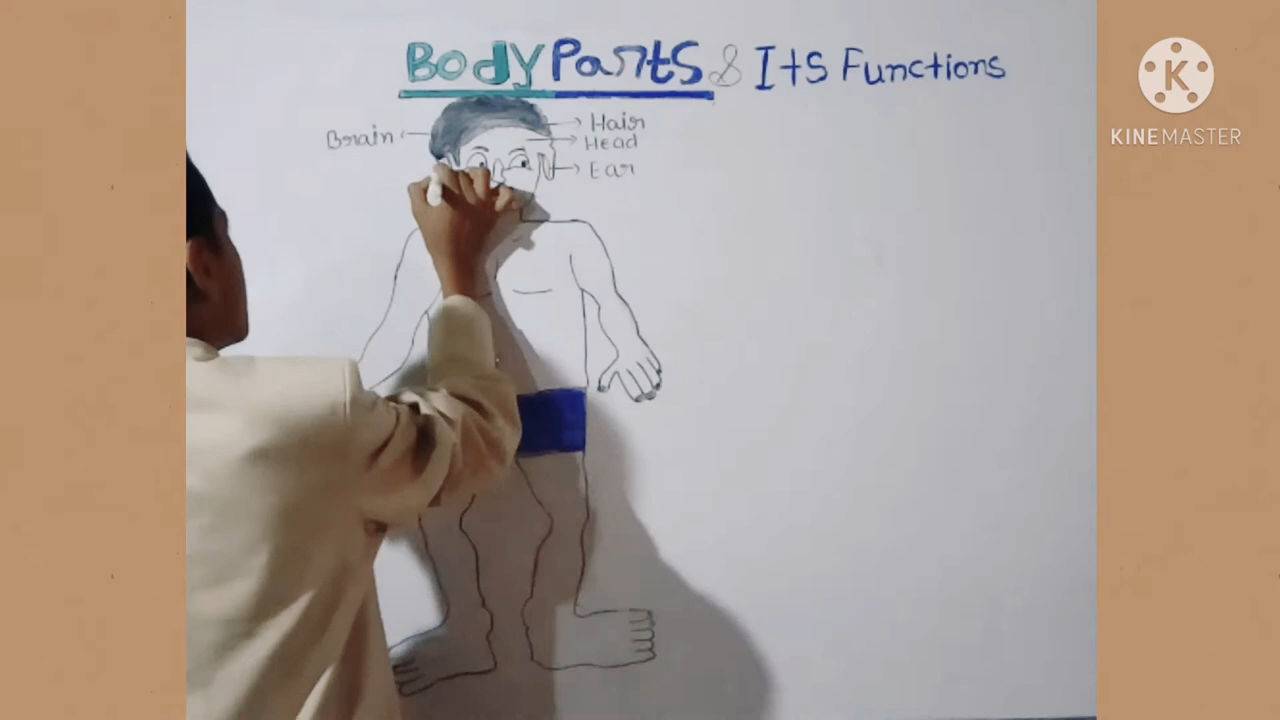 Body Parts & Its Functions
Brain
Hair
Head
Ear
K
KINEMASTER